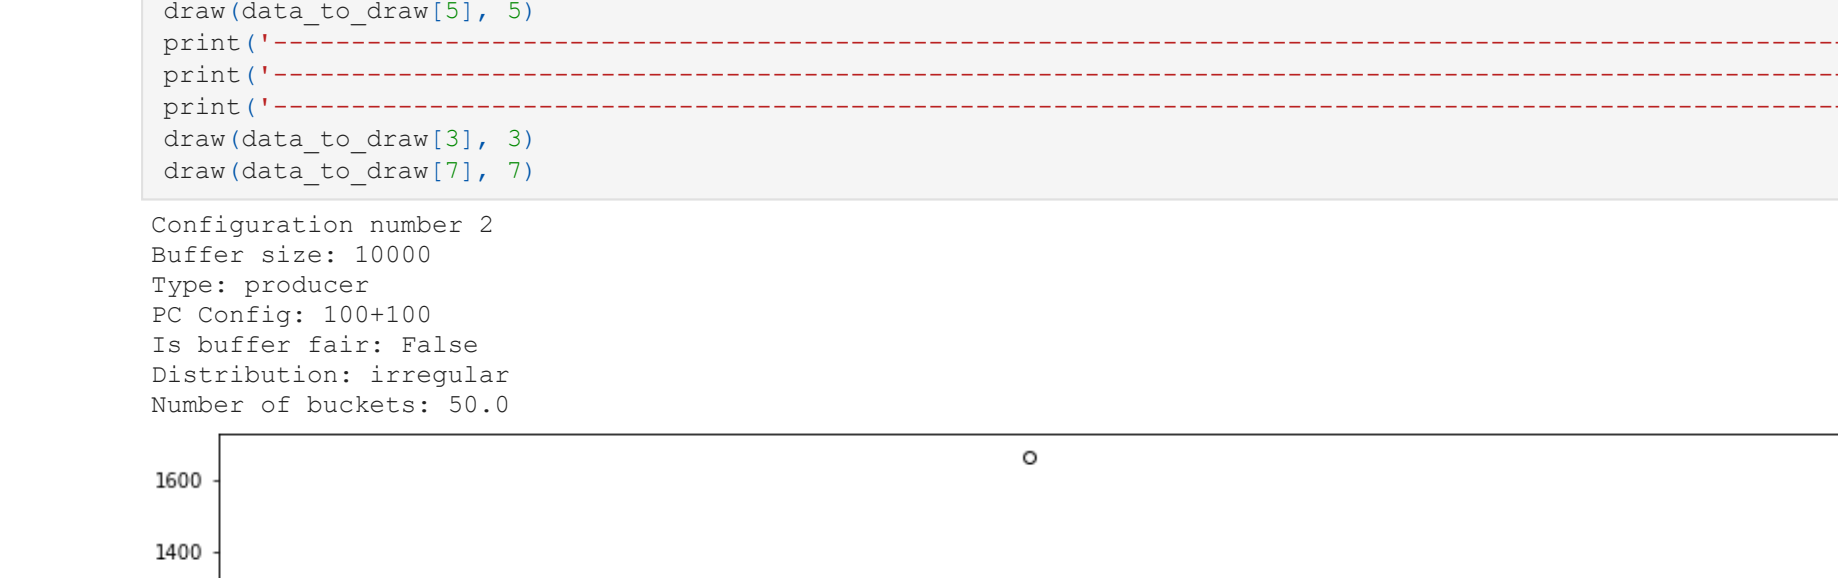 draw(data_to_draw[5], 5)
print('-----------------------------------------------------------------------------------------------------
print('-----------------------------------------------------------------------------------------------------
print('-----------------------------------------------------------------------------------------------------
draw(data_to_draw[3], 3)
draw(data_to_draw[7], 7)
Configuration number 2
Buffer size: 10000
Type: producer
PC Config: 100+100
Is buffer fair: False
Distribution: irregular
Number of buckets: 50.0
1600
1400